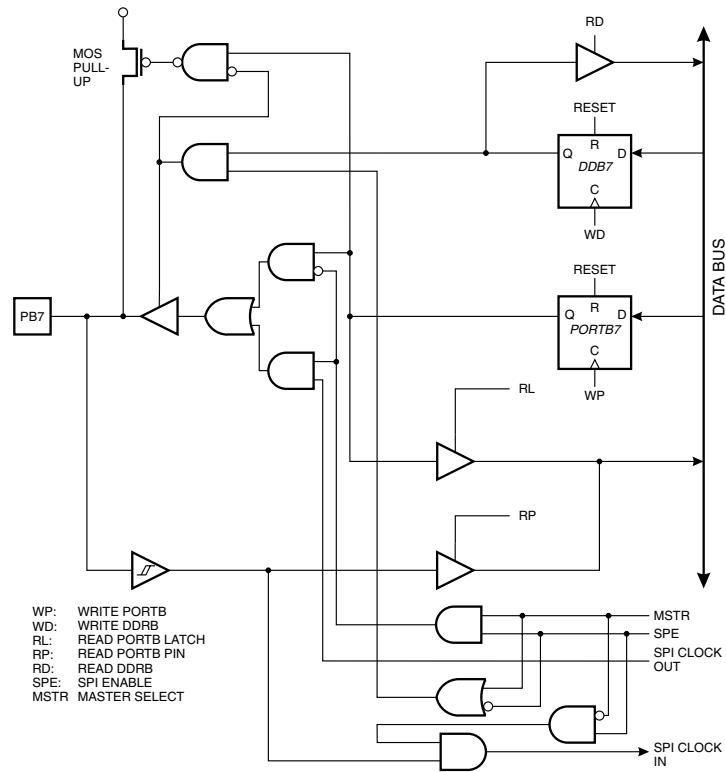 RD
MOS
PULL-
UP
RESET
R
Q
D
DDB7
C
WD
DATA BUS
RESET
R
Q
D
PORTB7
C
WP
PB7
RL
RP
WP: WRITE PORTB
WD: WRITE DDRB
RL: READ PORTB LATCH
RP: READ PORTB PIN
RD: READ DDRB
SPE: SPI ENABLE
MSTR MASTER SELECT
MSTR
SPE
SPI CLOCK
OUT
SPI CLOCK
IN